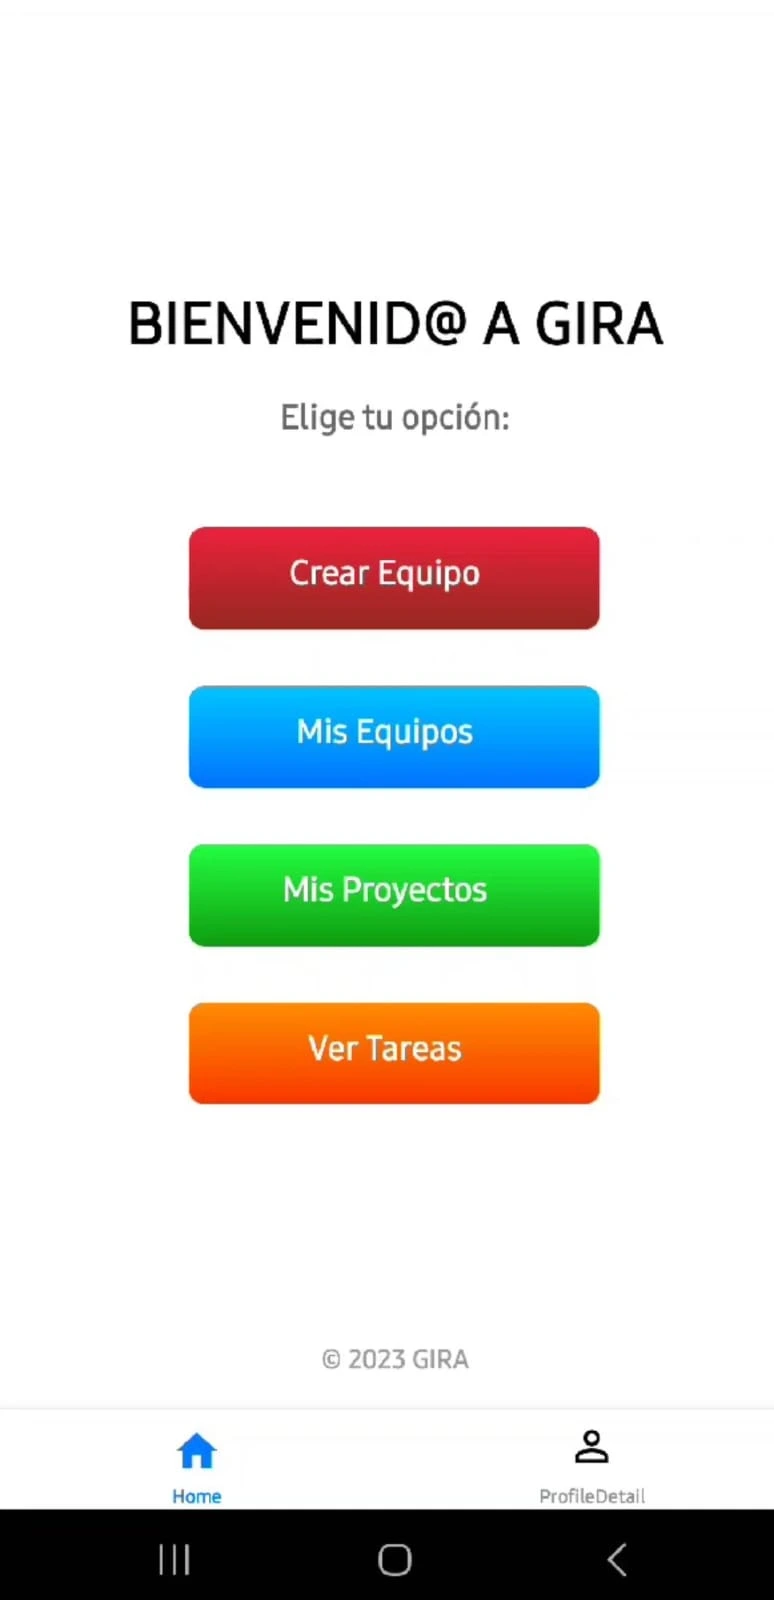 BIENVENID@ A GIRA
Elige tu opción:
Crear Equipo
Mis Equipos
Mis Proyectos
Ver Tareas
© 2023 GIRA
Home
ProfileDetail